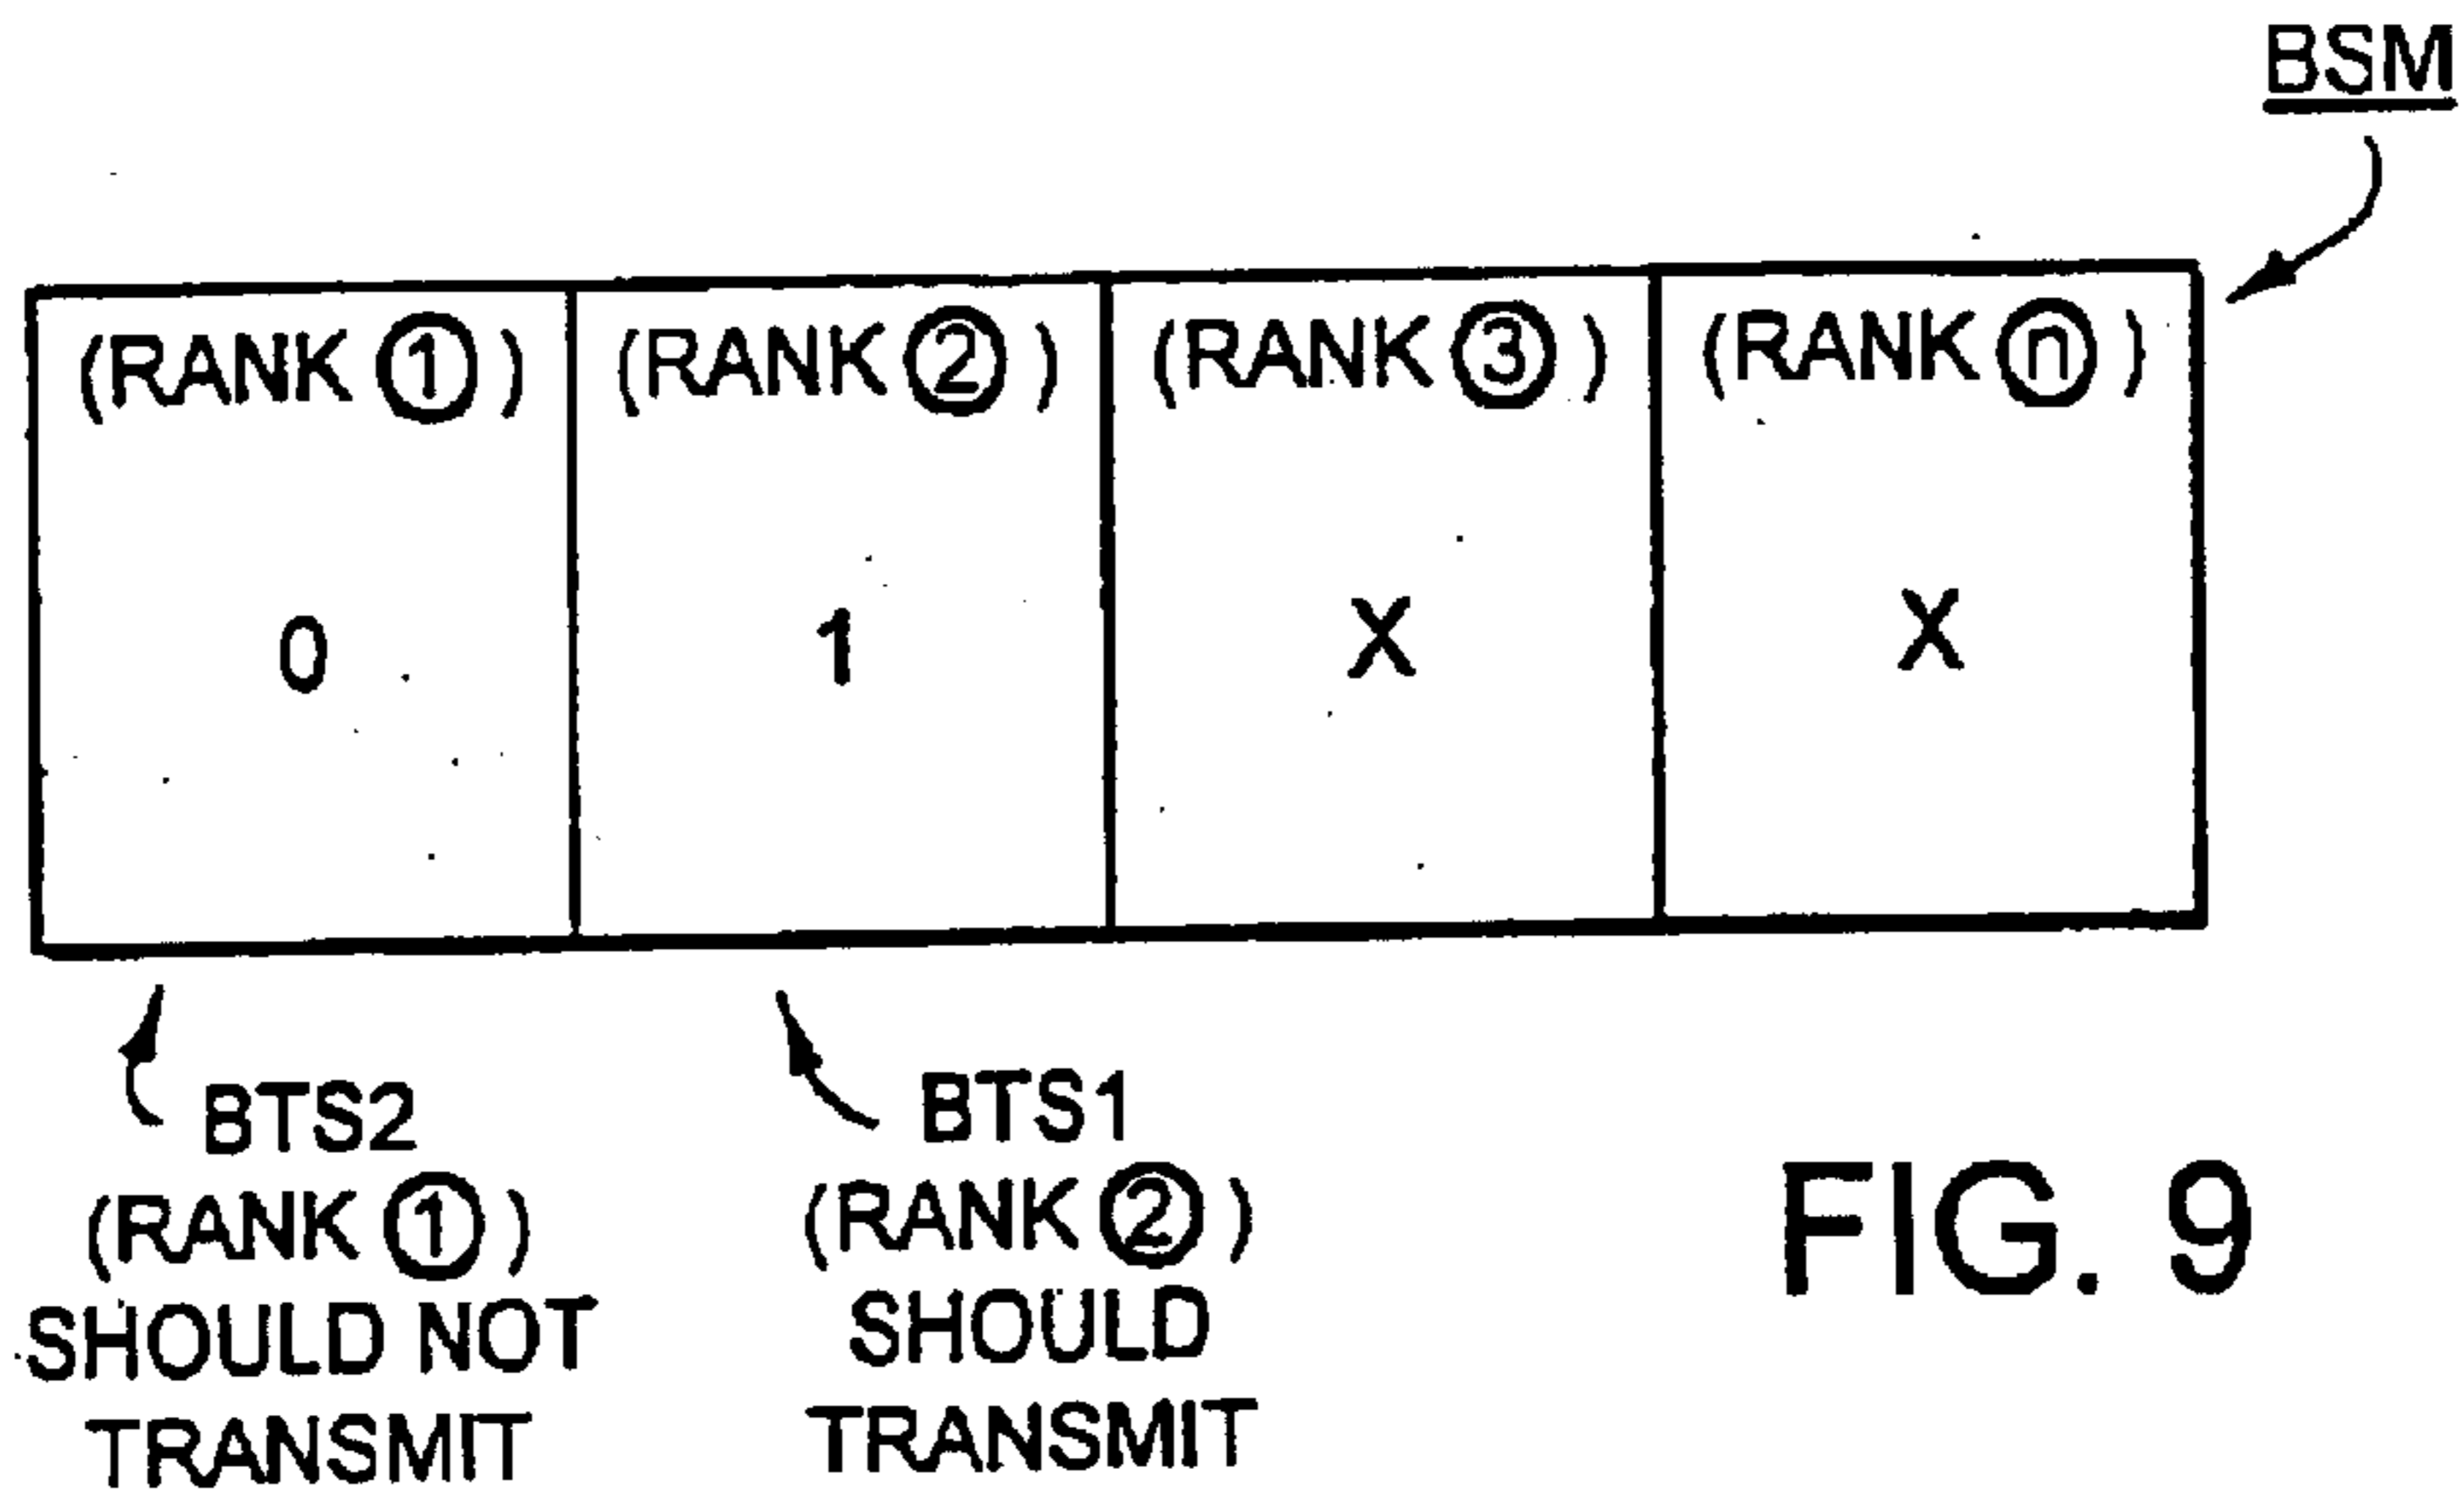 BSM
(RANK ①) (RANK ②) (RANK ③) (RANK ⓝ)
0 1 X X
BTS2
(RANK ①)
SHOULD NOT
TRANSMIT
BTS1
(RANK ②)
SHOULD
TRANSMIT
FIG. 9